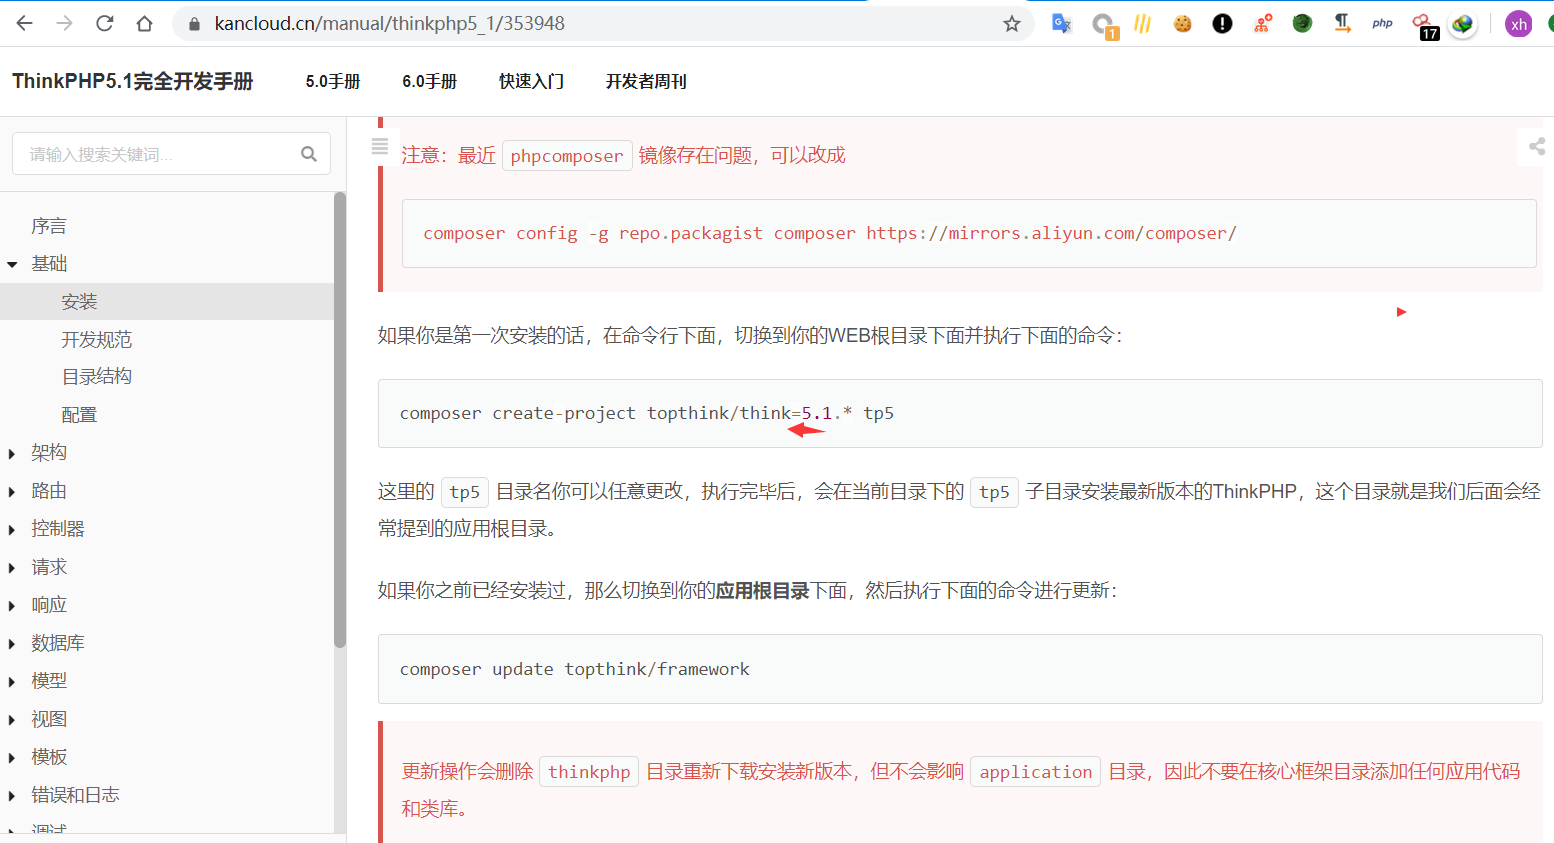 kancloud.cn/manual/thinkphp5_1/353948
1
php
17
xh
ThinkPHP5.1完全开发手册
5.0手册
6.0手册
快速入门
开发者周刊
请输入搜索关键词...
序言
基础
安装
开发规范
目录结构
配置
架构
路由
控制器
请求
响应
数据库
模型
视图
模板
错误和日志
调试
注意：最近 phpcomposer 镜像存在问题，可以改成
composer config -g repo.packagist composer https://mirrors.aliyun.com/composer/
如果你是第一次安装的话，在命令行下面，切换到你的WEB根目录下面并执行下面的命令：
composer create-project topthink/think=5.1.* tp5
这里的 tp5 目录名你可以任意更改，执行完毕后，会在当前目录下的 tp5 子目录安装最新版本的ThinkPHP，这个目录就是我们后面会经
常提到的应用根目录。
如果你之前已经安装过，那么切换到你的应用根目录下面，然后执行下面的命令进行更新：
composer update topthink/framework
更新操作会删除 thinkphp 目录重新下载安装新版本，但不会影响 application 目录，因此不要在核心框架目录添加任何应用代码
和类库。